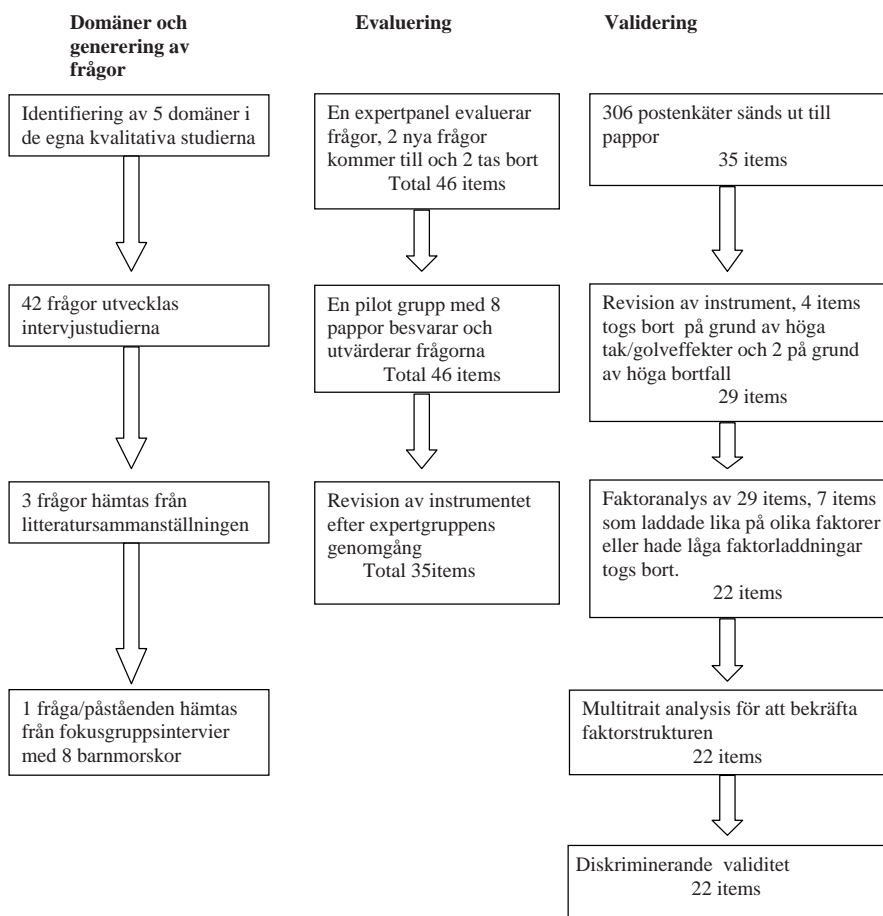 Domäner och
generering av
frågor
Identifiering av 5 domäner i
de egna kvalitativa studierna
42 frågor utvecklas
intervjustudierna
3 frågor hämtas från
litteratursammanställningen
1 fråga/påståenden hämtas
från fokusgruppsintervier
med 8 barnmorskor
Evaluering
En expertpanel evaluerar
frågor, 2 nya frågor
kommer till och 2 tas bort
Total 46 items
En pilot grupp med 8
pappor besvarar och
utvärderar frågorna
Total 46 items
Revision av instrumentet
efter expertgruppens
genomgång
Total 35items
Validering
306 postenkäter sänds ut till
pappor
35 items
Revision av instrument, 4 items
togs bort på grund av höga
tak/golveffekter och 2 på grund
av höga bortfall
29 items
Faktoranalys av 29 items, 7 items
som laddade lika på olika faktorer
eller hade låga faktorladdningar
togs bort.
22 items
Multitrait analysis för att bekräfta
faktorstrukturen
22 items
Diskriminerande validitet
22 items